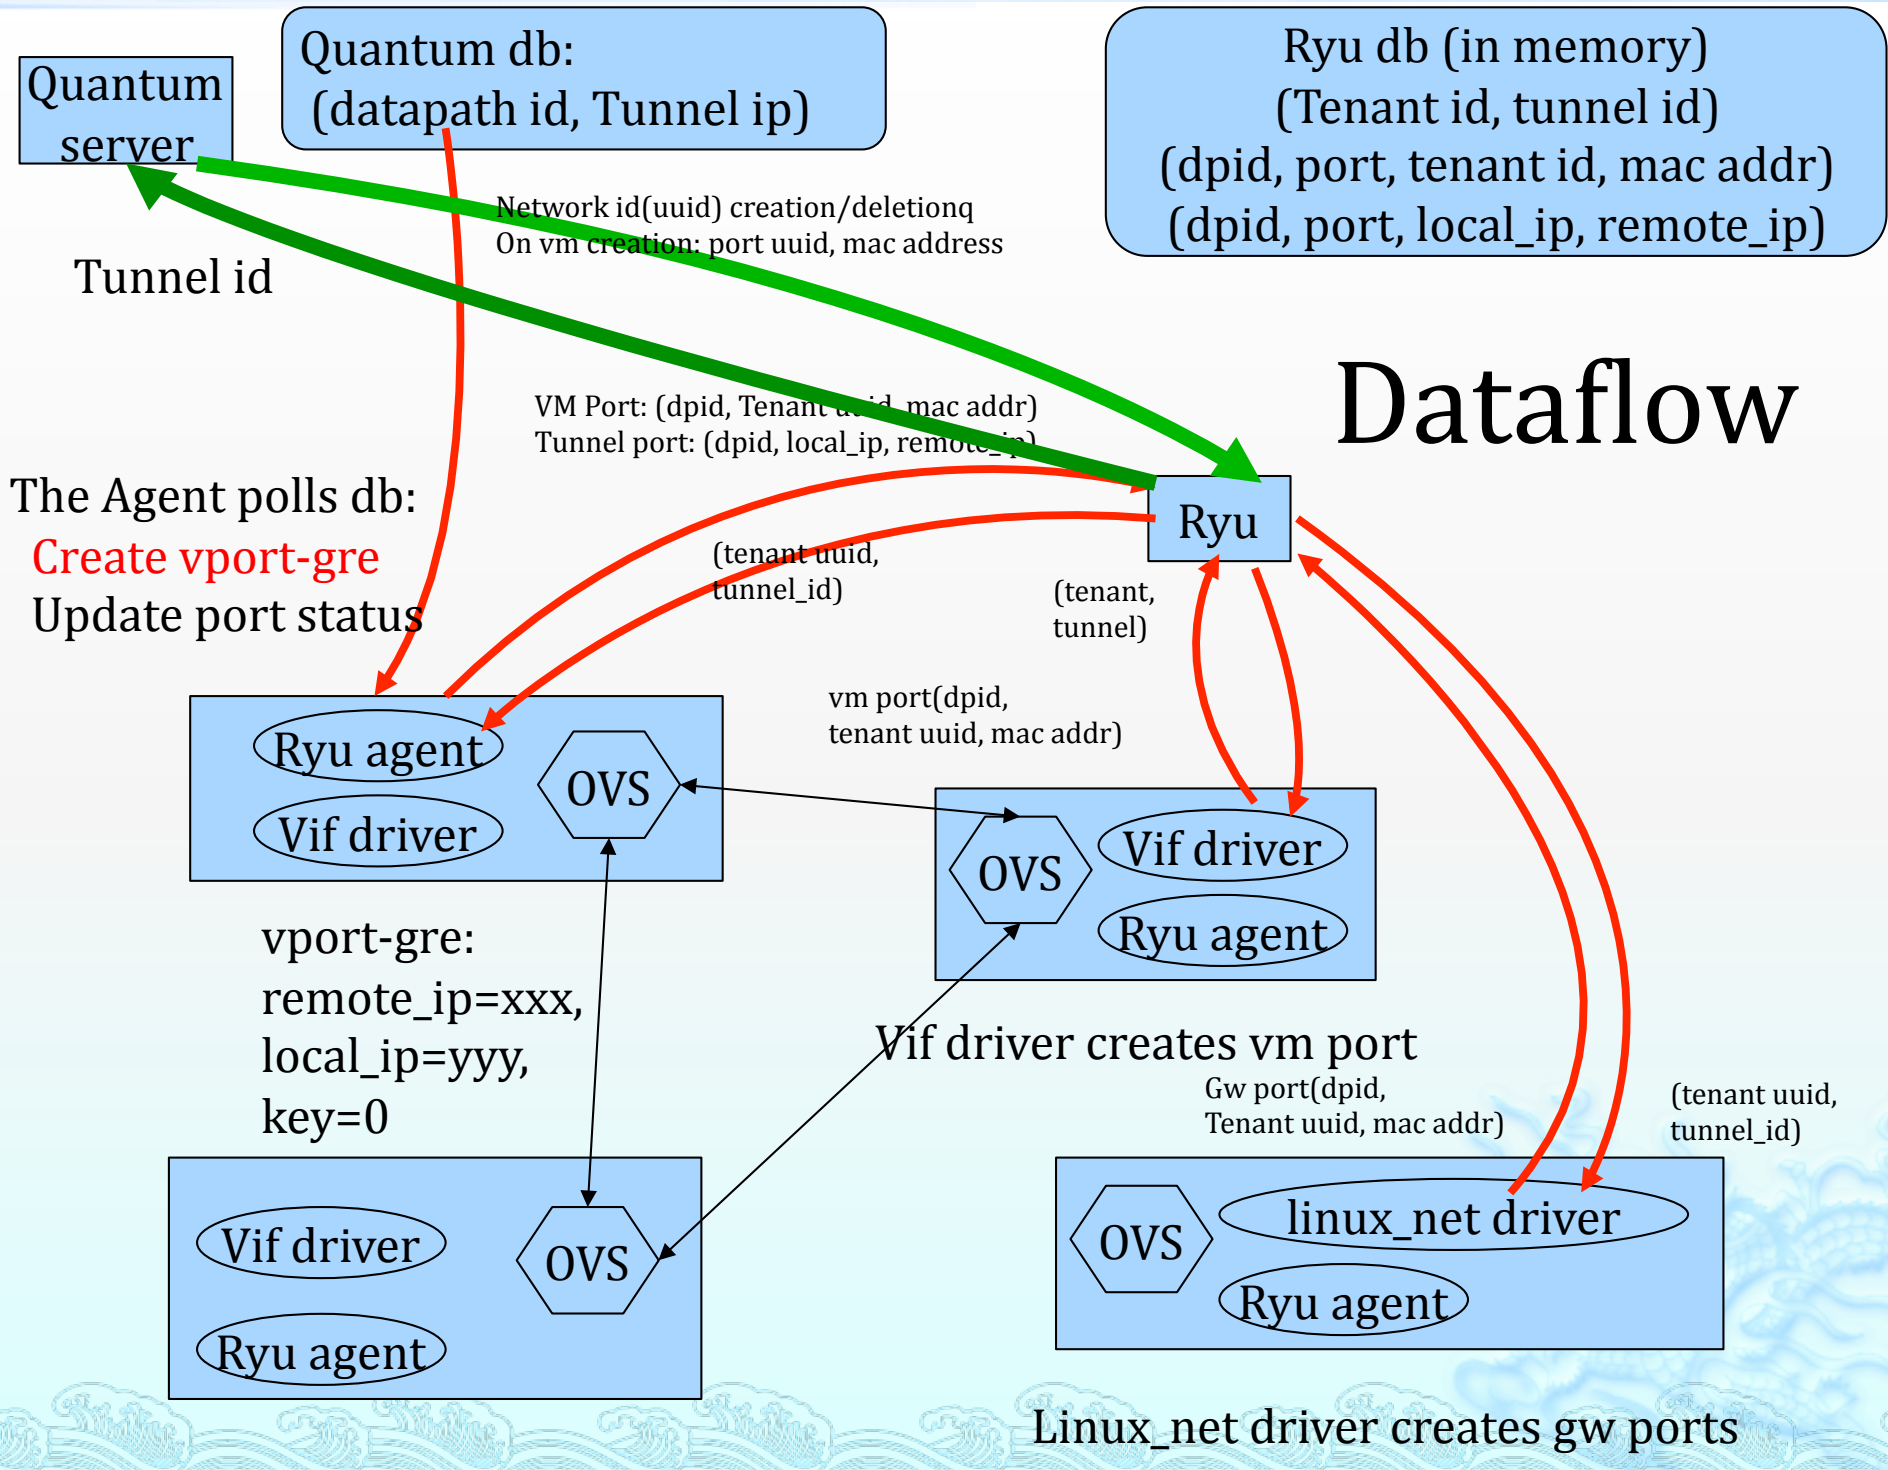 Quantum
server
Quantum db:
(datapath id, Tunnel ip)
Ryu db (in memory)
(Tenant id, tunnel id)
(dpid, port, tenant id, mac addr)
(dpid, port, local_ip, remote_ip)
Network id(uuid) creation/deletionq
On vm creation: port uuid, mac address
Tunnel id
Dataflow
VM Port: (dpid, Tenant uuid, mac addr)
Tunnel port: (dpid, local_ip, remote_ip)
The Agent polls db:
Create vport-gre
Update port status
Ryu
(tenant uuid,
tunnel_id)
(tenant,
tunnel)
vm port(dpid,
tenant uuid, mac addr)
Ryu agent
Vif driver
OVS
OVS
Vif driver
Ryu agent
vport-gre:
remote_ip=xxx,
local_ip=yyy,
key=0
Vif driver creates vm port
Gw port(dpid,
Tenant uuid, mac addr)
(tenant uuid,
tunnel_id)
Vif driver
Ryu agent
OVS
OVS
linux_net driver
Ryu agent
Linux_net driver creates gw ports